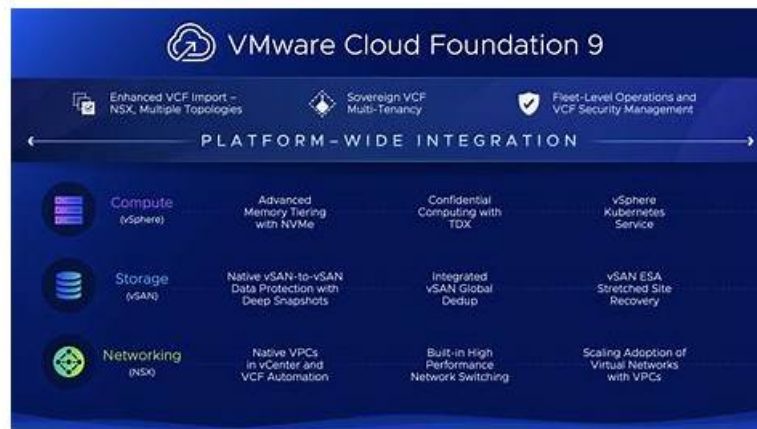 VMware Cloud Foundation 9
Enhanced VCF Import –
NSX, Multiple Topologies
Sovereign VCF
Multi-Tenancy
Fleet-Level Operations and
VCF Security Management
PLATFORM-WIDE INTEGRATION
Compute
(vSphere)
Advanced
Memory Tiering
with NVMe
Confidential
Computing with
TDX
vSphere
Kubernetes
Service
Storage
(vSAN)
Native vSAN-to-vSAN
Data Protection with
Deep Snapshots
Integrated
vSAN Global
Dedup
vSAN ESA
Stretched Site
Recovery
Networking
(NSX)
Native VPCs
in vCenter and
VCF Automation
Built-in High
Performance
Network Switching
Scaling Adoption of
Virtual Networks
with VPCs